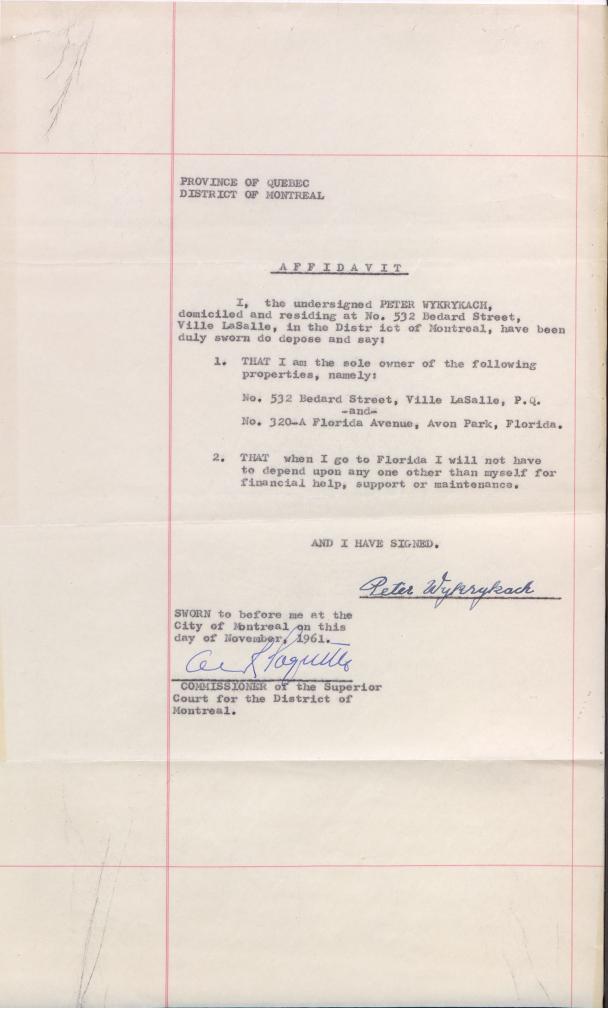 PROVINCE OF QUEBEC
DISTRICT OF MONTREAL
AFFIDAVIT
I, the undersigned PETER WYKRYKACH,
domiciled and residing at No. 532 Bedard Street,
Ville LaSalle, in the Distr ict of Montreal, have been
duly sworn do depose and say:
1. THAT I am the sole owner of the following
properties, namely:
No. 532 Bedard Street, Ville LaSalle, P.Q.
-and-
No. 320-A Florida Avenue, Avon Park, Florida.
2. THAT when I go to Florida I will not have
to depend upon any one other than myself for
financial help, support or maintenance.
AND I HAVE SIGNED.
Peter Wykrykach
SWORN to before me at the
City of Montreal on this
day of November, 1961.
Paquette
COMMISSIONER of the Superior
Court for the District of
Montreal.